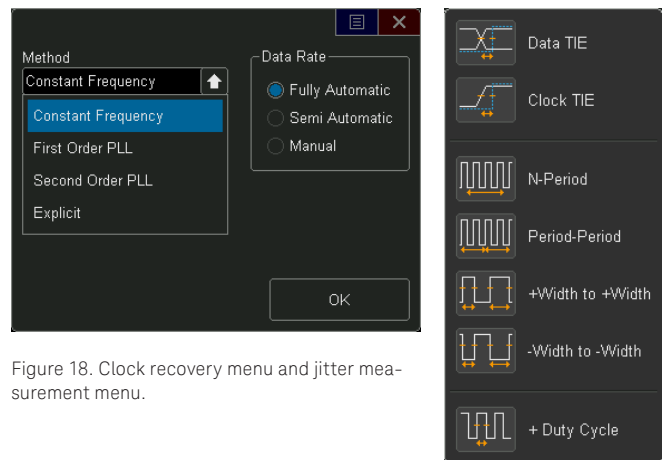 Method
Constant Frequency
Constant Frequency
First Order PLL
Second Order PLL
Explicit
Data Rate
Fully Automatic
Semi Automatic
Manual
OK
Figure 18. Clock recovery menu and jitter mea-
surement menu.
Data TIE
Clock TIE
N-Period
Period-Period
+Width to +Width
-Width to -Width
+ Duty Cycle